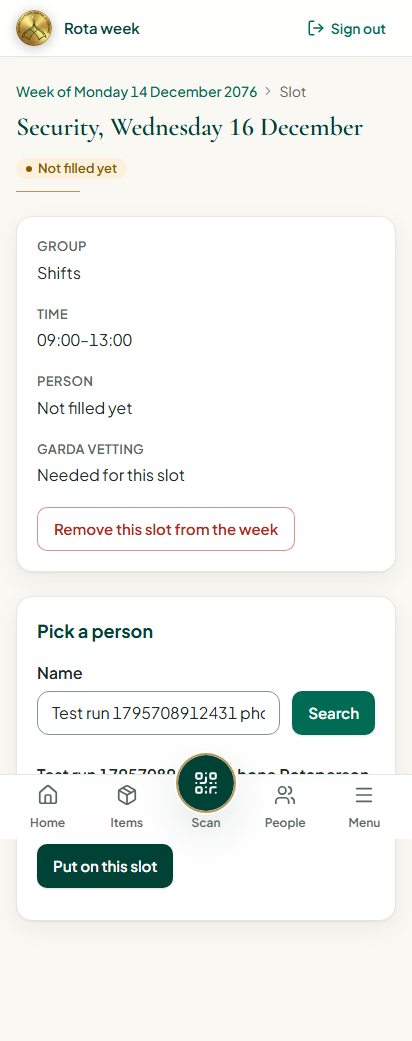 Rota week
Sign out
Week of Monday 14 December 2076 > Slot
Security, Wednesday 16 December
Not filled yet
GROUP
Shifts
TIME
09:00–13:00
PERSON
Not filled yet
GARDA VETTING
Needed for this slot
Remove this slot from the week
Pick a person
Name
Test run 1795708912431 pho
Search
Home
Items
Scan
People
Menu
Put on this slot